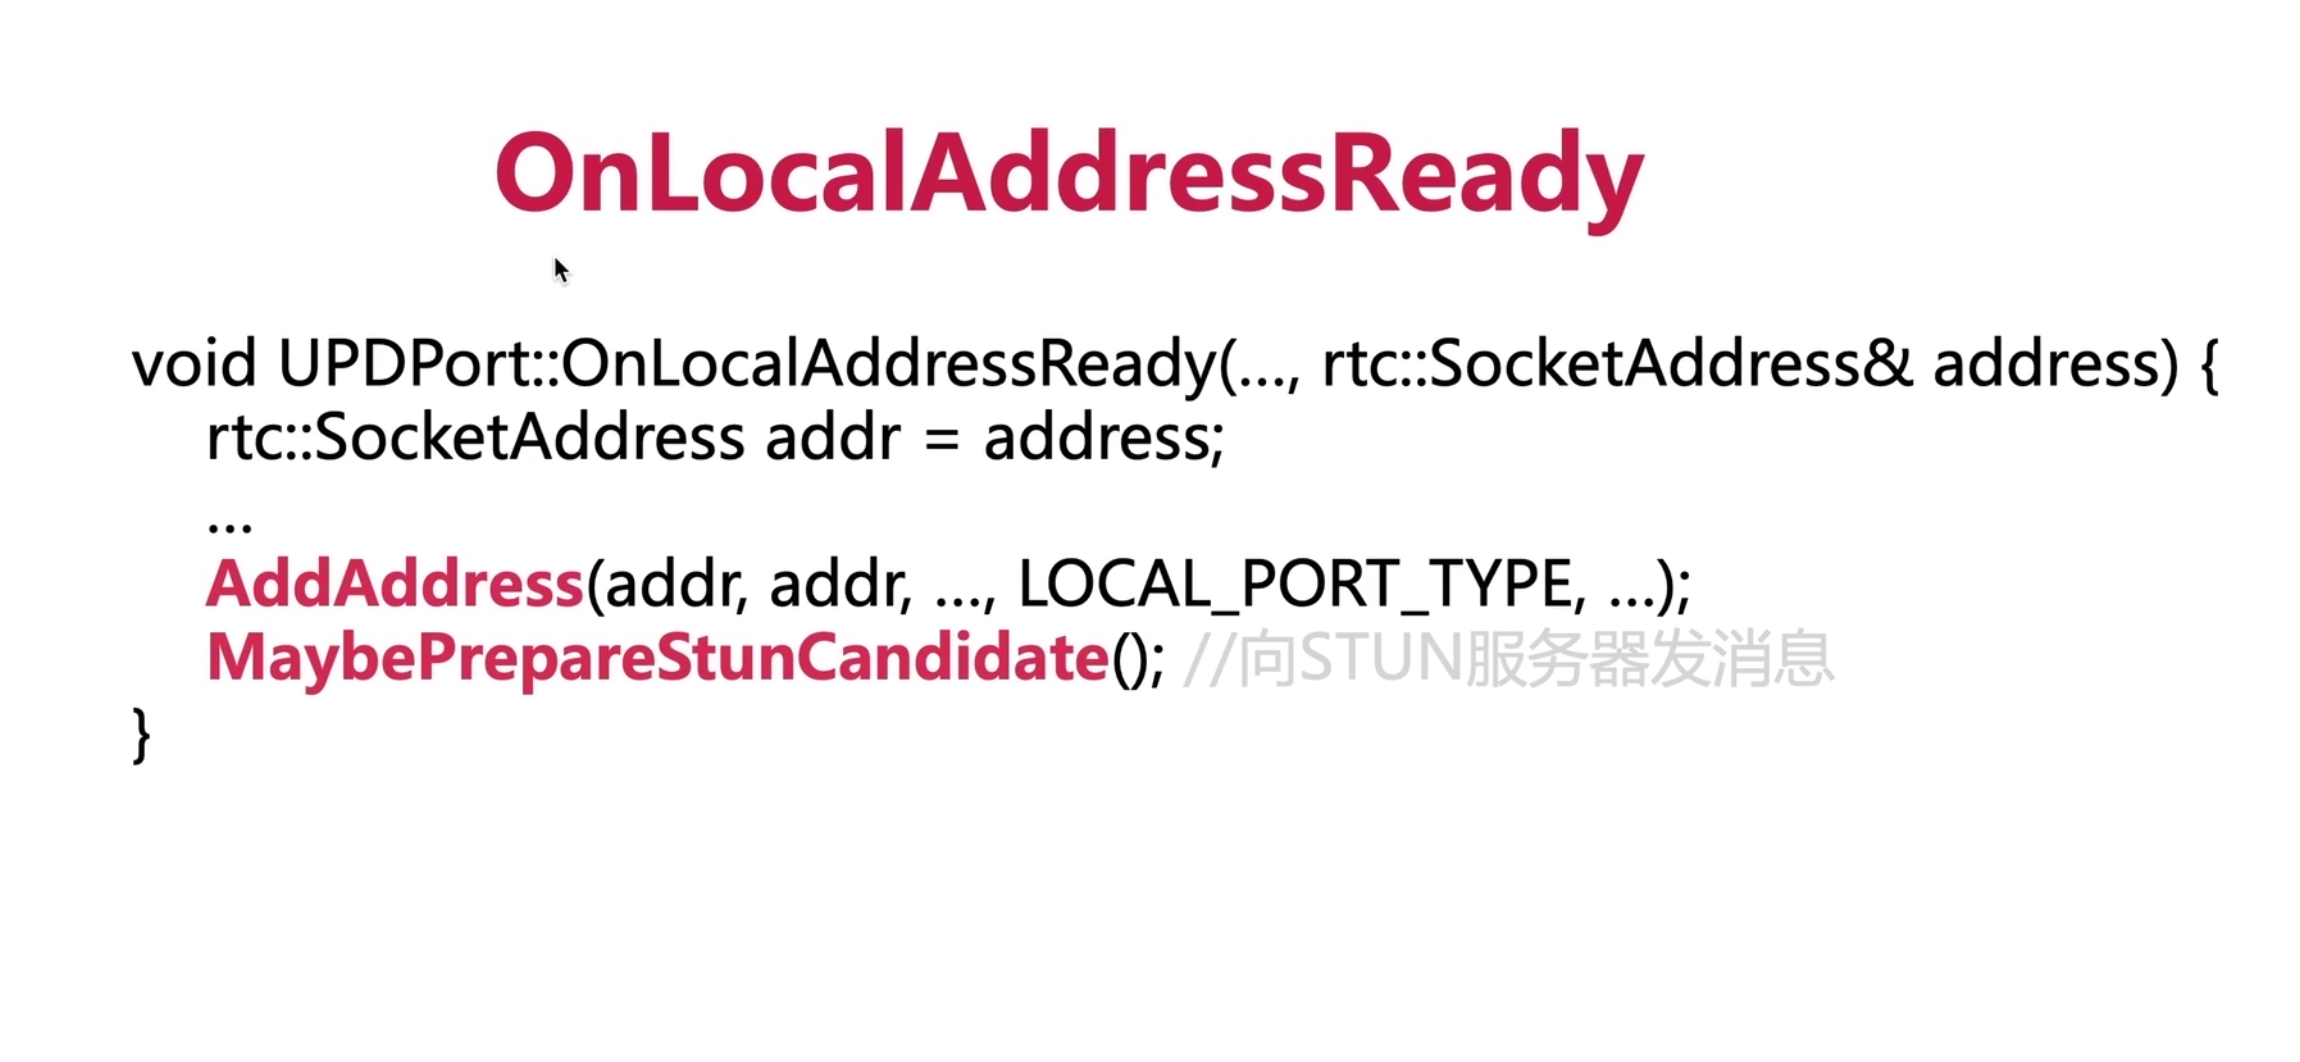 OnLocalAddressReady
void UPDPort::OnLocalAddressReady(..., rtc::SocketAddress& address) {
rtc::SocketAddress addr = address;
...
AddAddress(addr, addr, ..., LOCAL_PORT_TYPE, ...);
MaybePrepareStunCandidate(); //向STUN服务器发消息
}